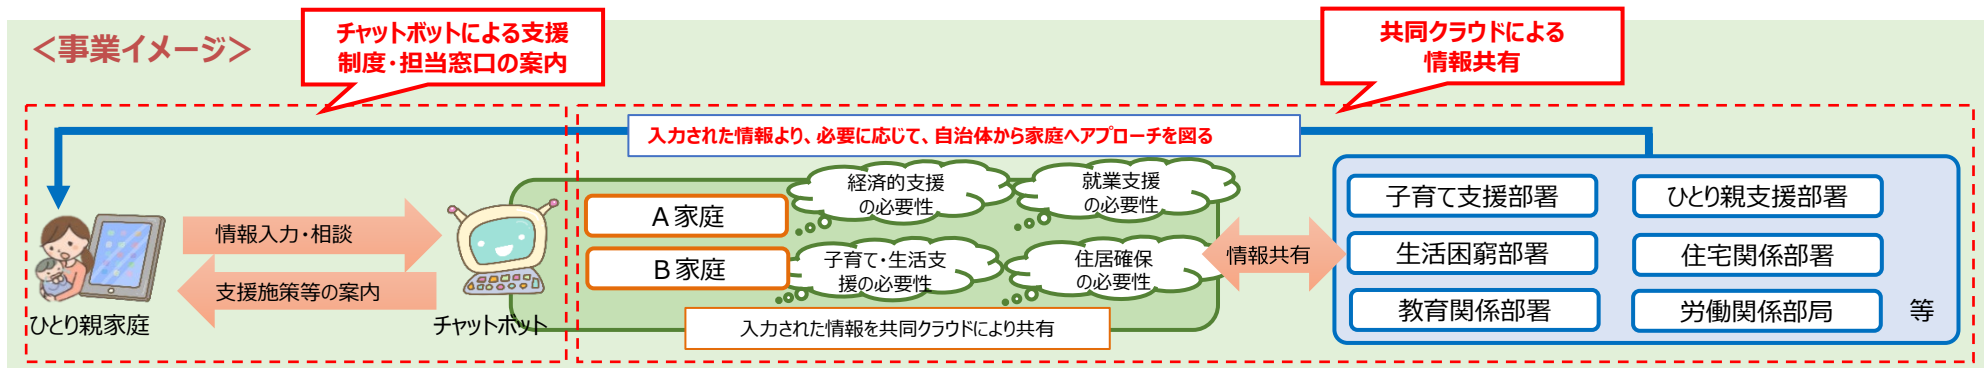 ＜事業イメージ＞
チャットボットによる支援
制度・担当窓口の案内
共同クラウドによる
情報共有
入力された情報より、必要に応じて、自治体から家庭へアプローチを図る
情報入力・相談
支援施策等の案内
ひとり親家庭
チャットボット
A 家庭
B 家庭
経済的支援
の必要性
就業支援
の必要性
子育て・生活支
援の必要性
住居確保
の必要性
入力された情報を共同クラウドにより共有
情報共有
子育て支援部署
ひとり親支援部署
生活困窮部署
住宅関係部署
教育関係部署
労働関係部局
等